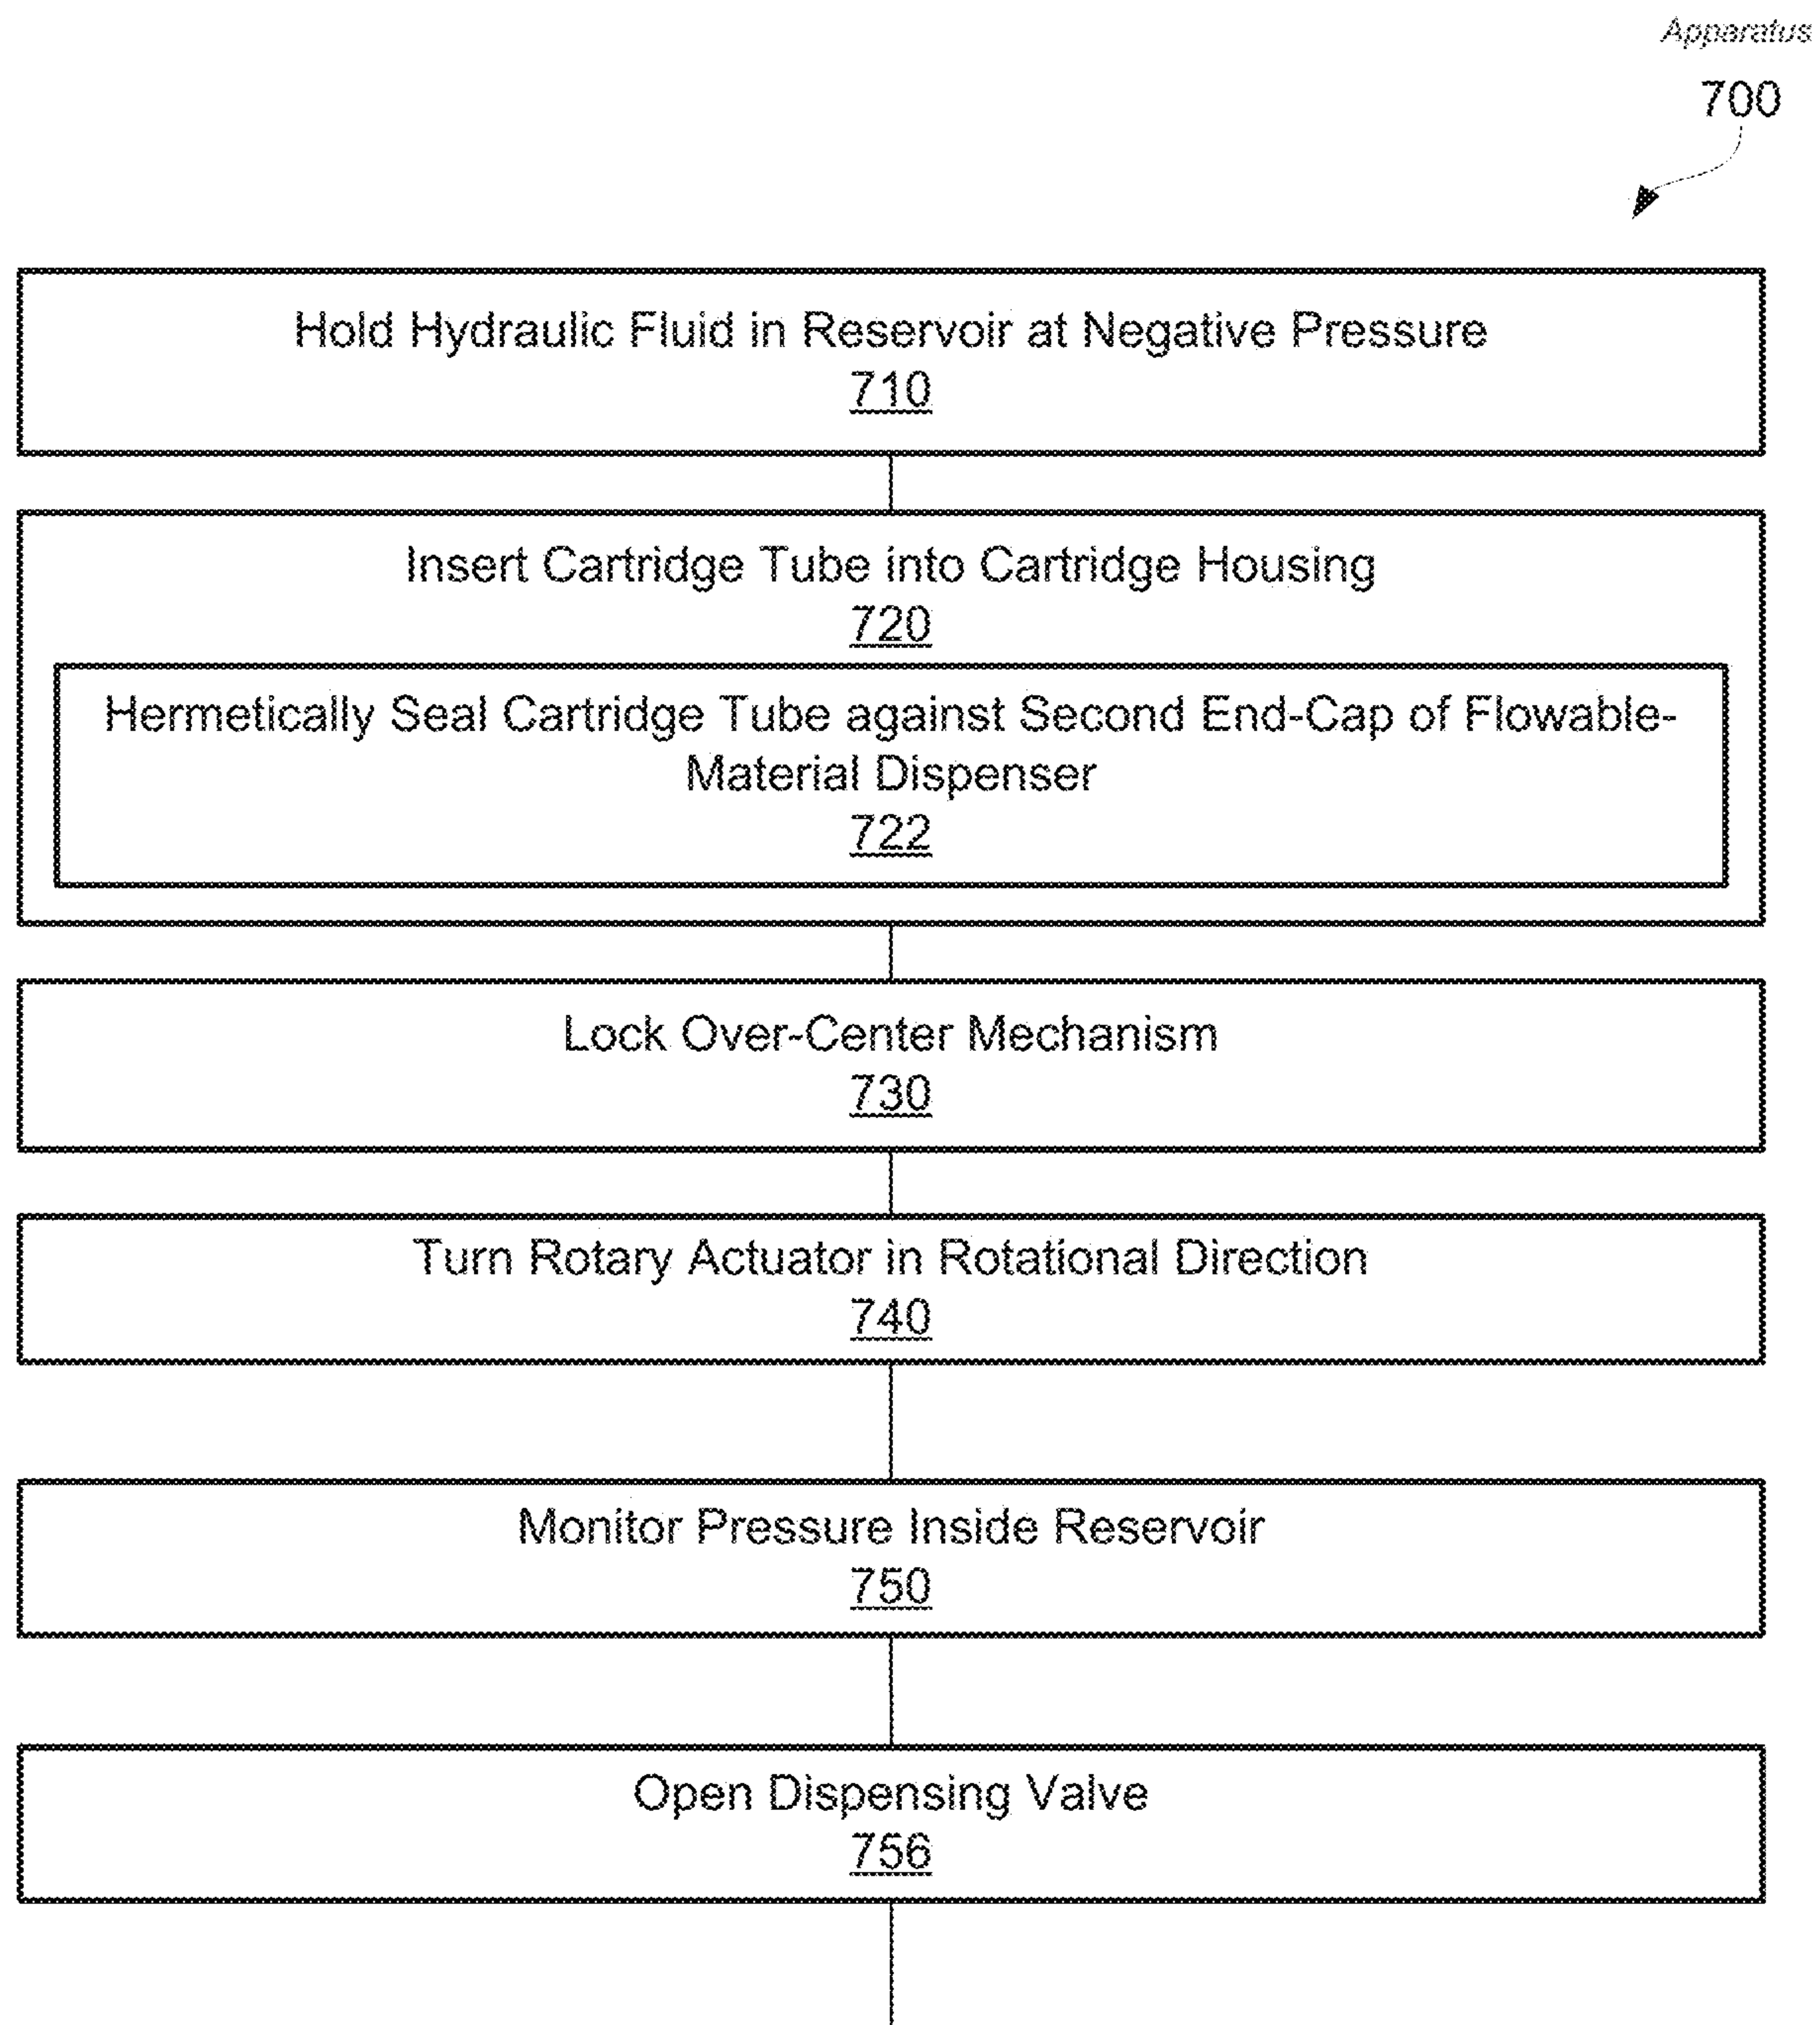 Apparatus
700
Hold Hydraulic Fluid in Reservoir at Negative Pressure
710
Insert Cartridge Tube into Cartridge Housing
720
Hermetically Seal Cartridge Tube against Second End-Cap of Flowable-
Material Dispenser
722
Lock Over-Center Mechanism
730
Turn Rotary Actuator in Rotational Direction
740
Monitor Pressure Inside Reservoir
750
Open Dispensing Valve
756